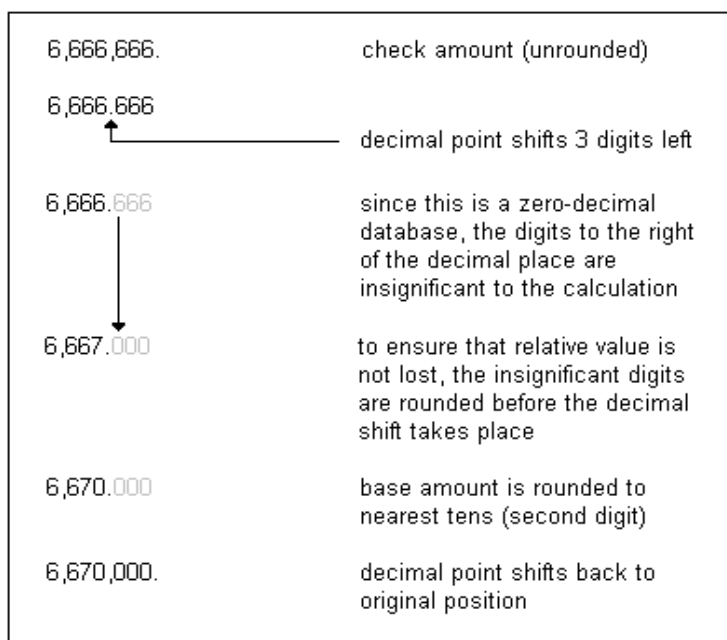 6,666,666. check amount (unrounded)
6,666.666
decimal point shifts 3 digits left
6,666.666 since this is a zero-decimal
database, the digits to the right
of the decimal place are
insignificant to the calculation
6,667.000 to ensure that relative value is
not lost, the insignificant digits
are rounded before the decimal
shift takes place
6,670.000 base amount is rounded to
nearest tens (second digit)
6,670,000. decimal point shifts back to
original position